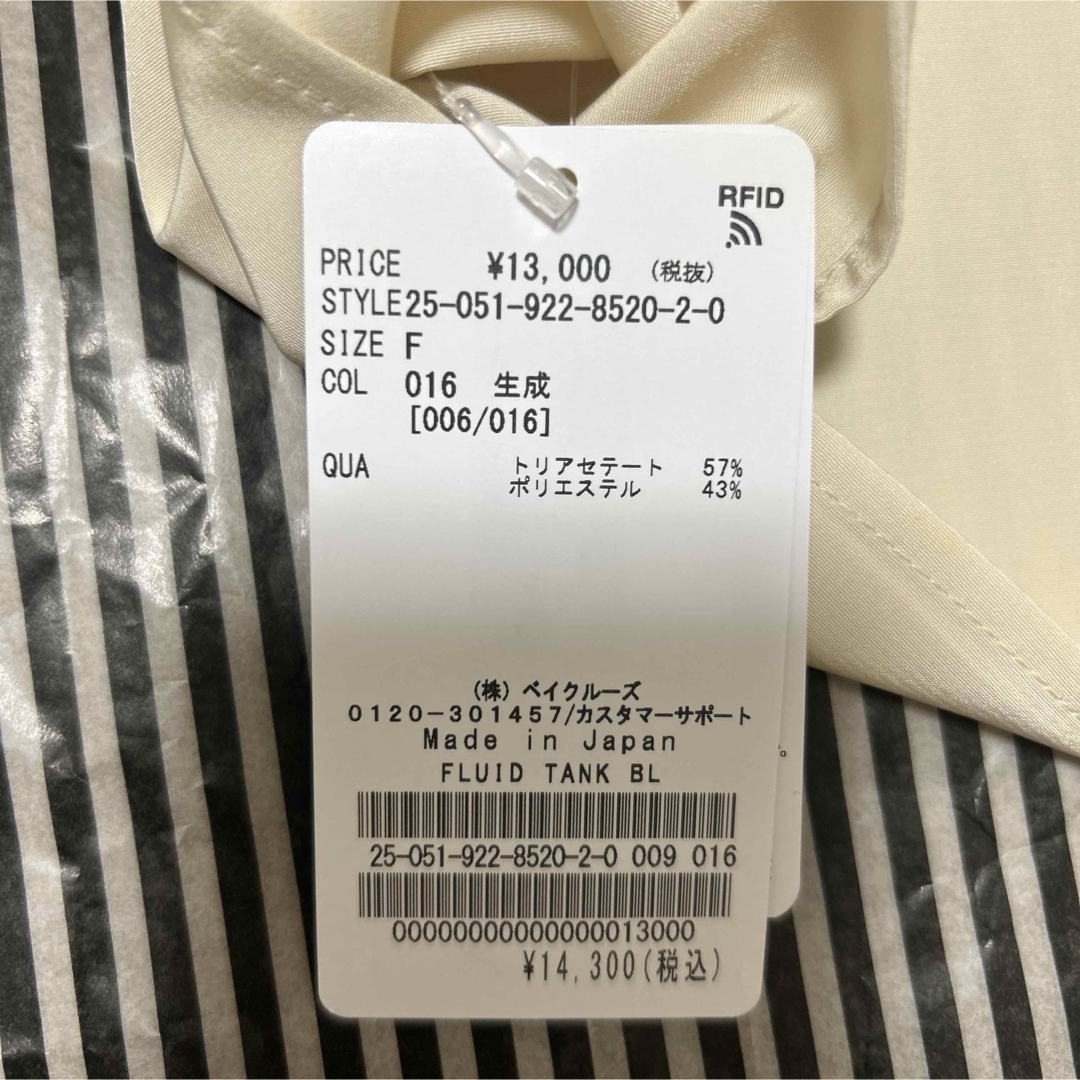 RFID
PRICE ¥13,000 (税抜)
STYLE25-051-922-8520-2-0
SIZE F
COL 016 生成
[006/016]
QUA トリアセテート 57%
ポリエステル 43%
(株) ベイクルーズ
0120-301457/カスタマーサポート
Made in Japan
FLUID TANK BL
25-051-922-8520-2-0 009 016
00000000000000013000
¥14,300(税込)